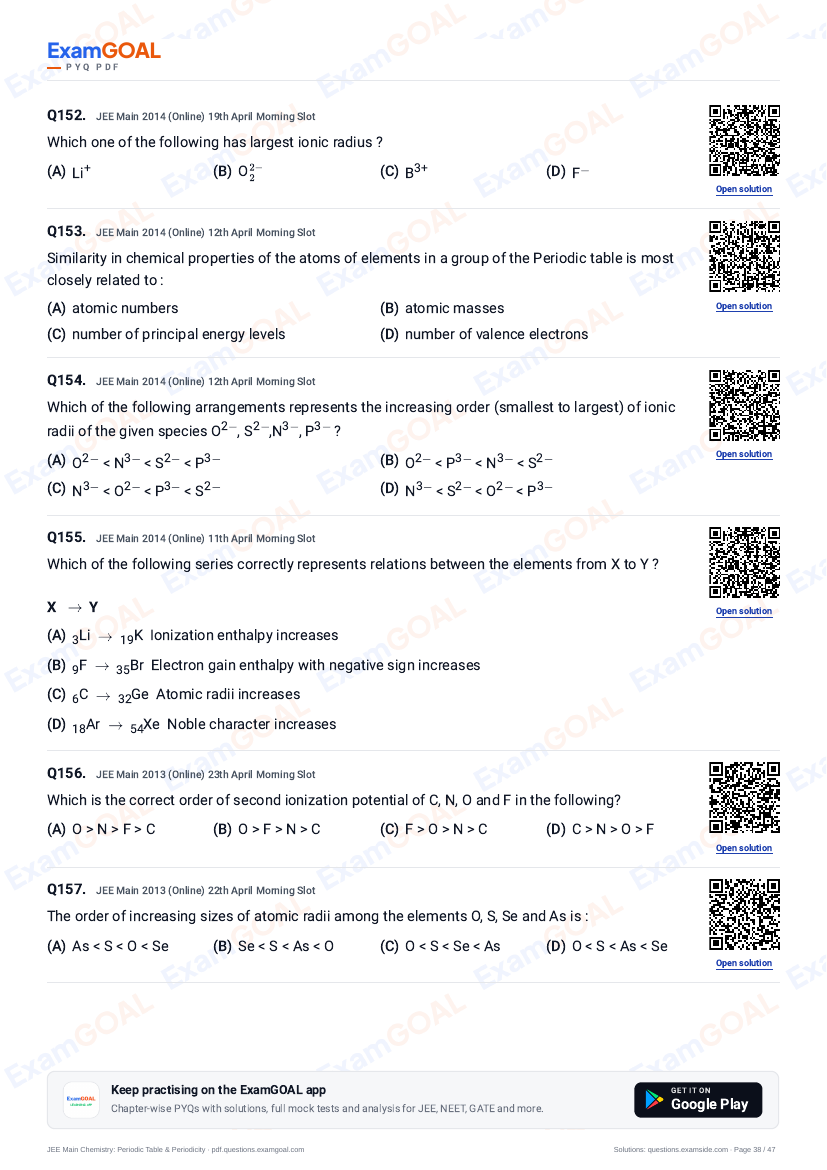 ExamGOAL
PYQ PDF
Q152. JEE Main 2014 (Online) 19th April Morning Slot
Which one of the following has largest ionic radius ?
(A) Li⁺ (B) O₂²⁻ (C) B³⁺ (D) F⁻
Open solution
Q153. JEE Main 2014 (Online) 12th April Morning Slot
Similarity in chemical properties of the atoms of elements in a group of the Periodic table is most
closely related to :
(A) atomic numbers (B) atomic masses
(C) number of principal energy levels (D) number of valence electrons
Open solution
Q154. JEE Main 2014 (Online) 12th April Morning Slot
Which of the following arrangements represents the increasing order (smallest to largest) of ionic
radii of the given species O²⁻, S²⁻,N³⁻, P³⁻ ?
(A) O²⁻ < N³⁻ < S²⁻ < P³⁻ (B) O²⁻ < P³⁻ < N³⁻ < S²⁻
(C) N³⁻ < O²⁻ < P³⁻ < S²⁻ (D) N³⁻ < S²⁻ < O²⁻ < P³⁻
Open solution
Q155. JEE Main 2014 (Online) 11th April Morning Slot
Which of the following series correctly represents relations between the elements from X to Y ?
X → Y
(A) ₃Li → ₁₉K Ionization enthalpy increases
(B) ₉F → ₃₅Br Electron gain enthalpy with negative sign increases
(C) ₆C → ₃₂Ge Atomic radii increases
(D) ₁₈Ar → ₅₄Xe Noble character increases
Open solution
Q156. JEE Main 2013 (Online) 23th April Morning Slot
Which is the correct order of second ionization potential of C, N, O and F in the following?
(A) O > N > F > C (B) O > F > N > C (C) F > O > N > C (D) C > N > O > F
Open solution
Q157. JEE Main 2013 (Online) 22th April Morning Slot
The order of increasing sizes of atomic radii among the elements O, S, Se and As is :
(A) As < S < O < Se (B) Se < S < As < O (C) O < S < Se < As (D) O < S < As < Se
Open solution
Keep practising on the ExamGOAL app
Chapter-wise PYQs with solutions, full mock tests and analysis for JEE, NEET, GATE and more.
GET IT ON
Google Play
JEE Main Chemistry: Periodic Table & Periodicity · pdf.questions.examgoal.com
Solutions: questions.examside.com · Page 38 / 47